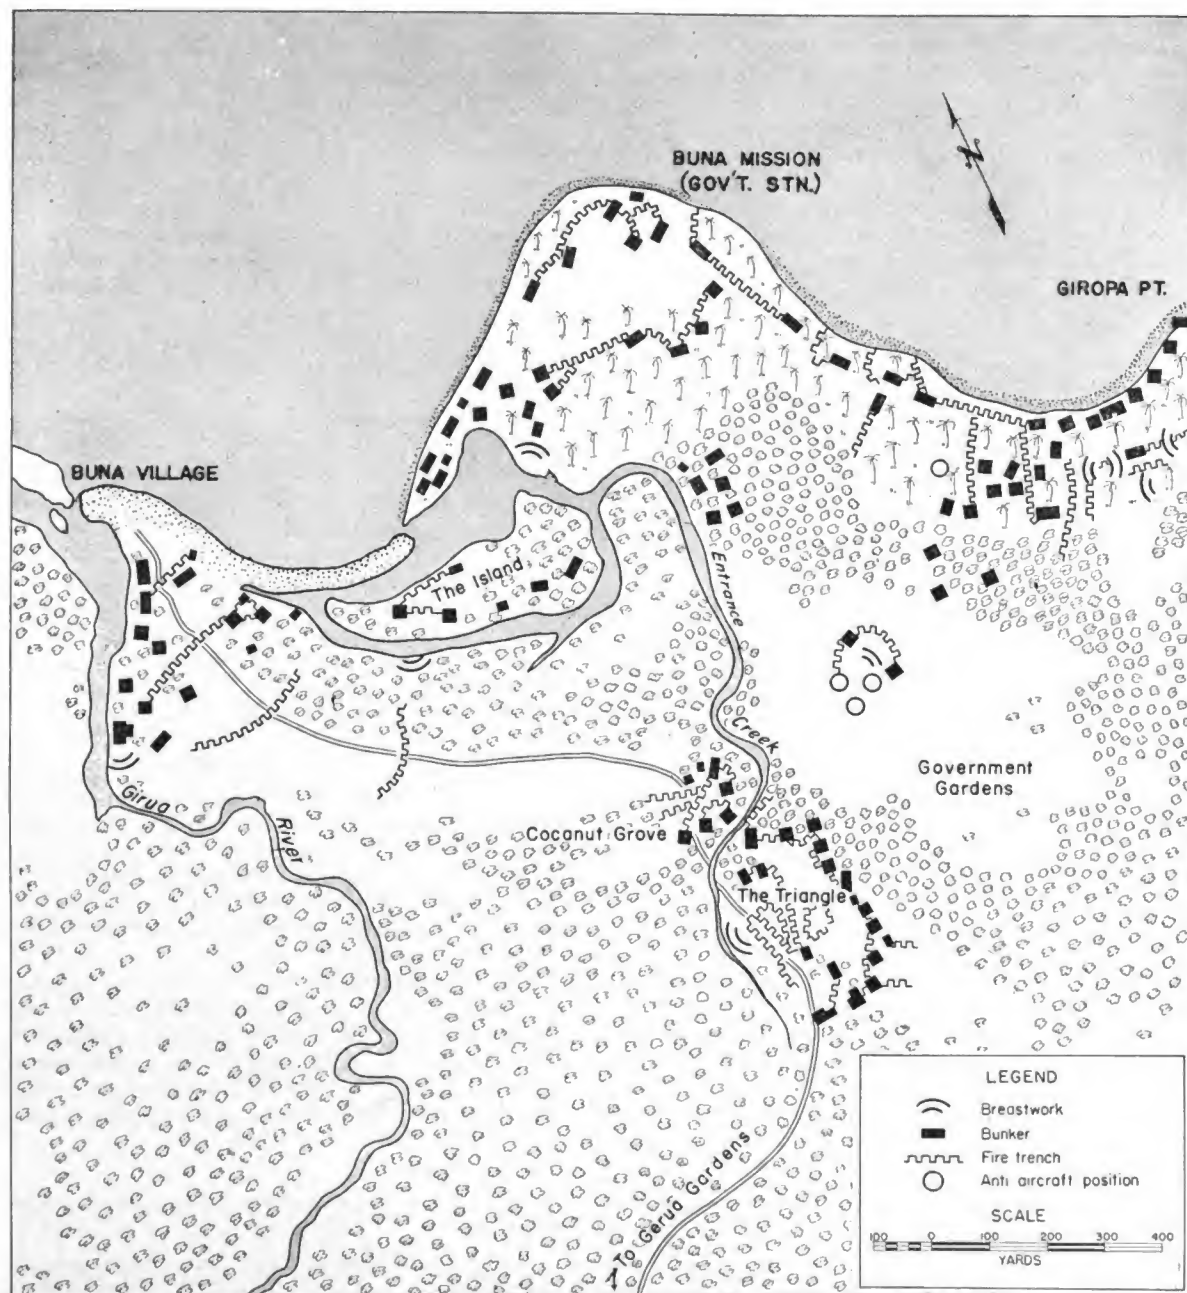 BUNA MISSION
(GOV'T. STN.)
N
GIROPA PT.
BUNA VILLAGE
The Island
Entrance
Creek
Government
Gardens
Girua
River
Cocanut Grove
The Triangle
To Gerua Gardens
LEGEND
Breastwork
Bunker
Fire trench
Anti aircraft position
SCALE
100 0 100 200 300 400
YARDS